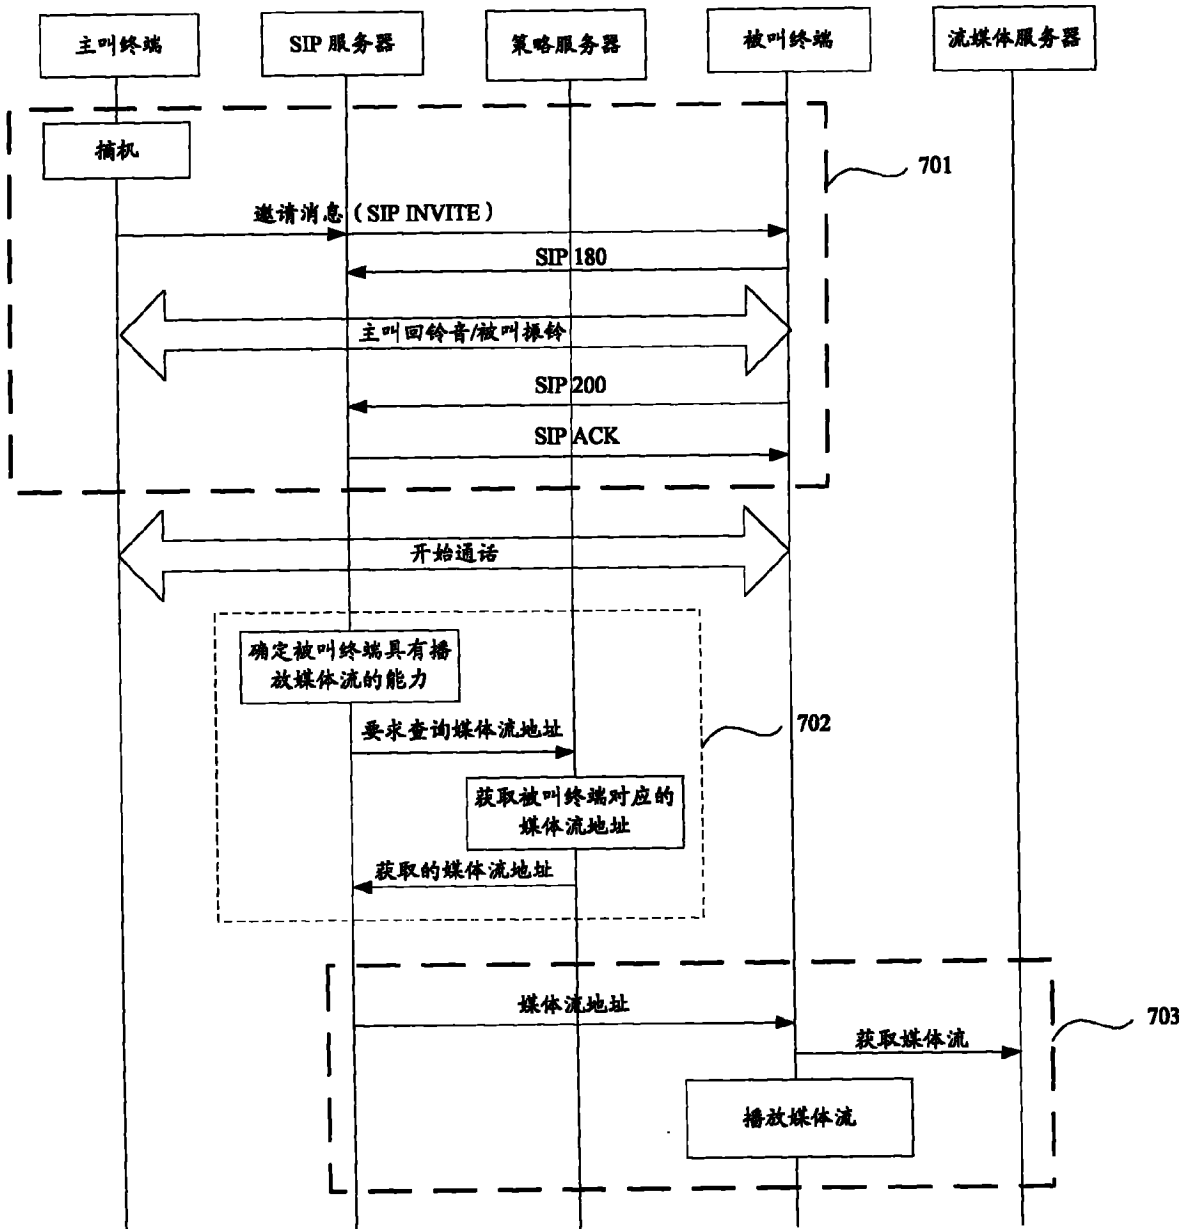 主叫终端
SIP 服务器
策略服务器
被叫终端
流媒体服务器
摘机
701
邀请消息（SIP INVITE）
SIP 180
主叫回铃音/被叫振铃
SIP 200
SIP ACK
开始通话
确定被叫终端具有播
放媒体流的能力
702
要求查询媒体流地址
获取被叫终端对应的
媒体流地址
获取的媒体流地址
媒体流地址
703
获取媒体流
播放媒体流